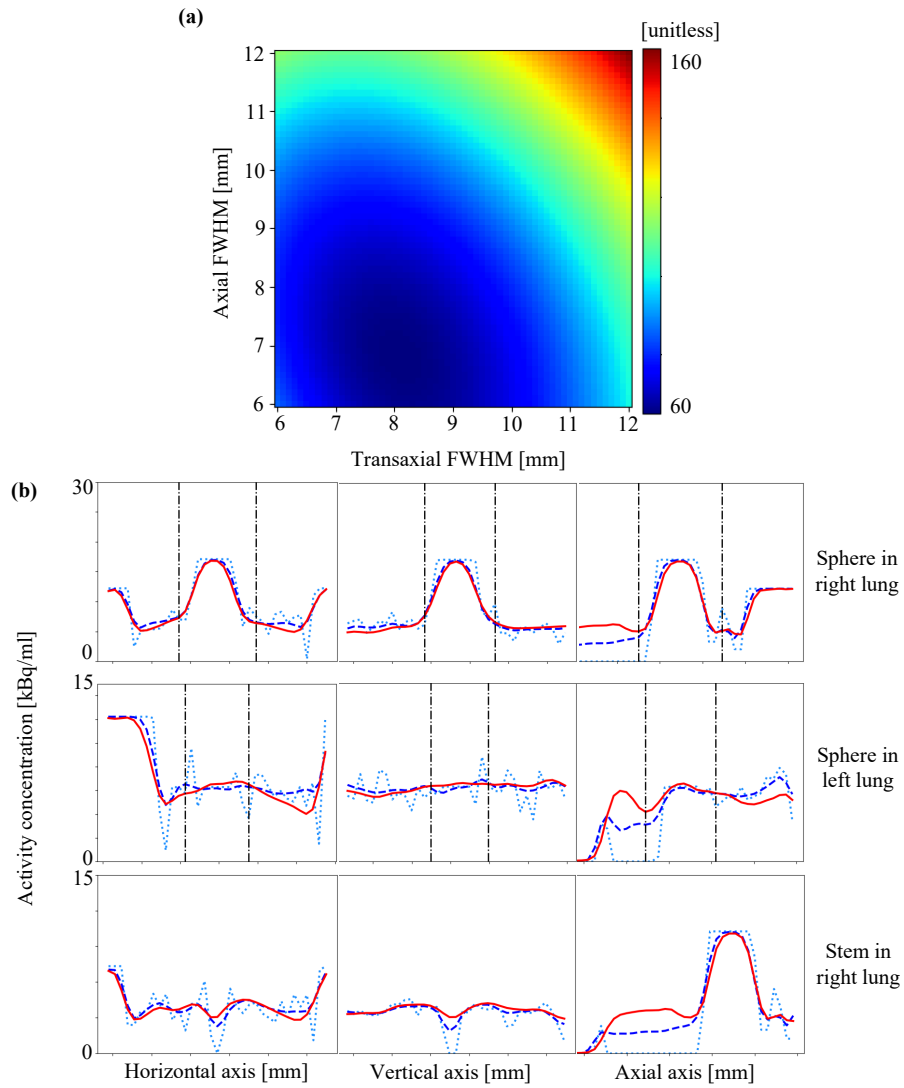 (a)
[unitless]
160
60
Axial FWHM [mm]
12
11
10
9
8
7
6
6
7
8
9
10
11
12
Transaxial FWHM [mm]
(b)
Activity concentration [kBq/ml]
30
0
Sphere in
right lung
15
0
Sphere in
left lung
15
0
Stem in
right lung
Horizontal axis [mm]
Vertical axis [mm]
Axial axis [mm]